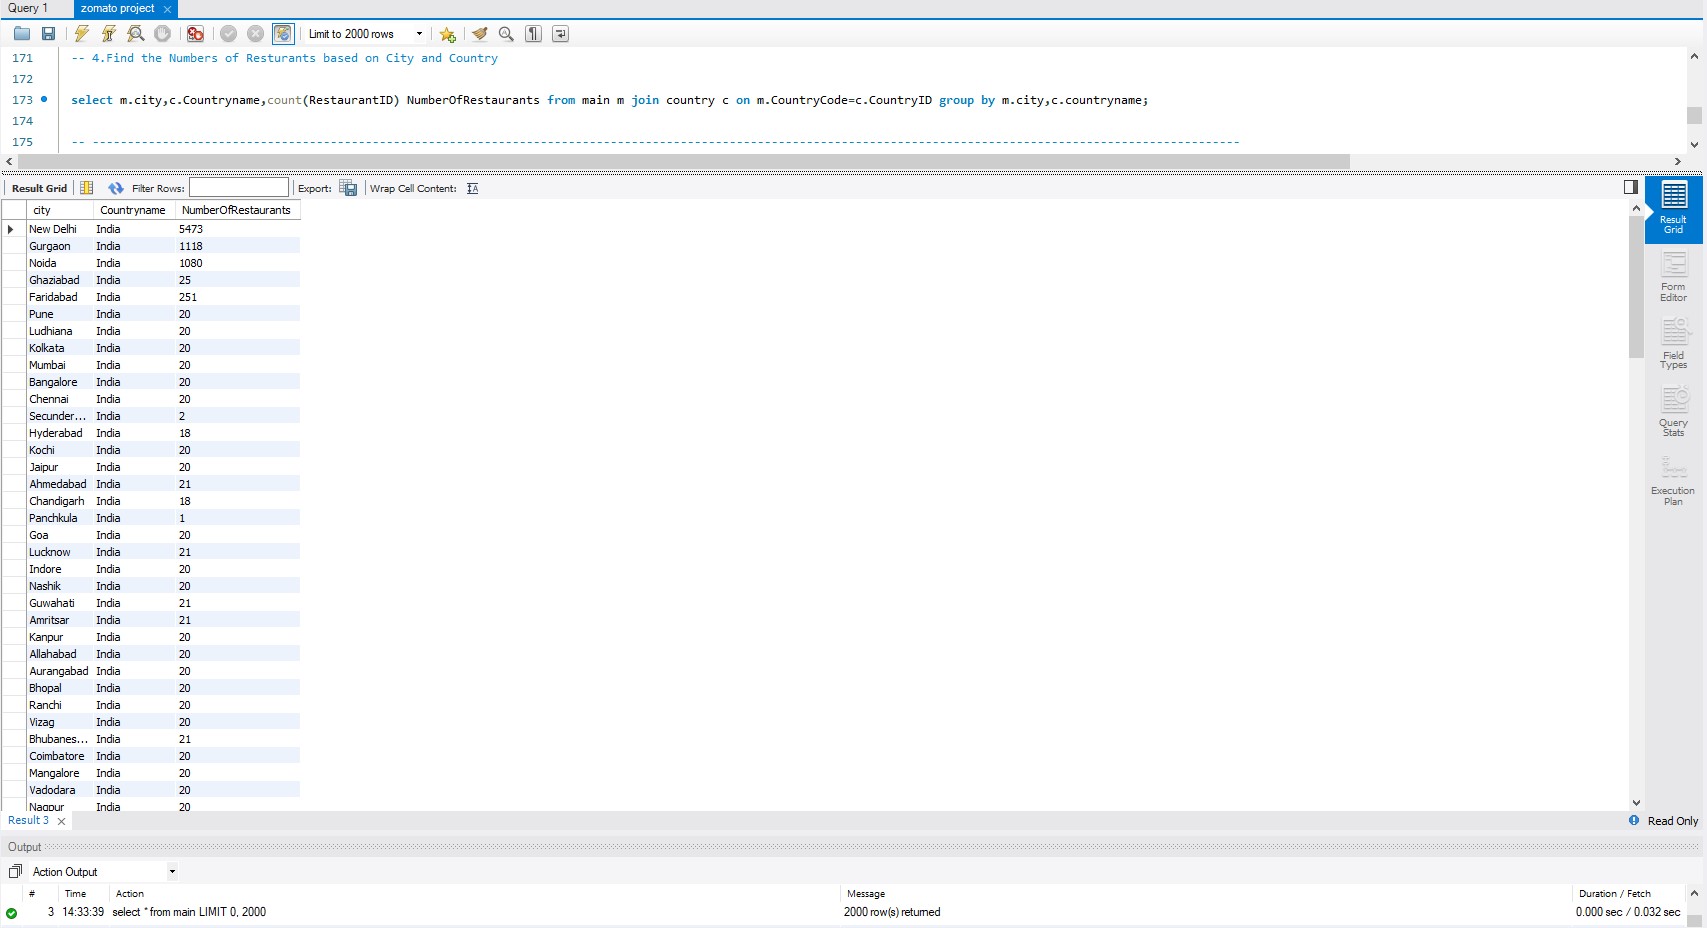 Query 1 zomato project
Limit to 2000 rows
171 -- 4.Find the Numbers of Resturants based on City and Country
172
173 select m.city,c.Countryname,count(RestaurantID) NumberOfRestaurants from main m join country c on m.CountryCode=c.CountryID group by m.city,c.countryname;
174
175 -- --------------------------------------------------------------------------------------------------------------------------------------------------------------------
Result Grid Filter Rows: Export: Wrap Cell Content:
city Countryname NumberOfRestaurants
New Delhi India 5473
Gurgaon India 1118
Noida India 1080
Ghaziabad India 25
Faridabad India 251
Pune India 20
Ludhiana India 20
Kolkata India 20
Mumbai India 20
Bangalore India 20
Chennai India 20
Secunder... India 2
Hyderabad India 18
Kochi India 20
Jaipur India 20
Ahmedabad India 21
Chandigarh India 18
Panchkula India 1
Goa India 20
Lucknow India 21
Indore India 20
Nashik India 20
Guwahati India 21
Amritsar India 21
Kanpur India 20
Allahabad India 20
Aurangabad India 20
Bhopal India 20
Ranchi India 20
Vizag India 20
Bhubanes... India 21
Coimbatore India 20
Mangalore India 20
Vadodara India 20
Nagpur India 20
Result
Grid
Form
Editor
Field
Types
Query
Stats
Execution
Plan
Result 3 Read Only
Output
Action Output
# Time Action Message Duration / Fetch
3 14:33:39 select * from main LIMIT 0, 2000 2000 row(s) returned 0.000 sec / 0.032 sec